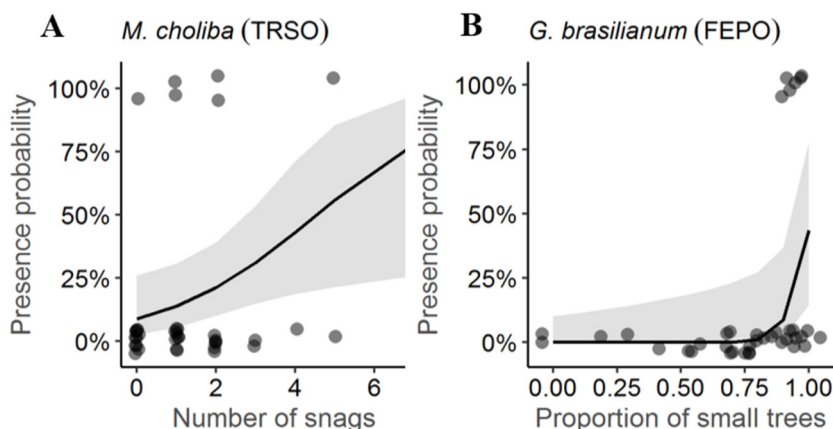 A M. choliba (TRSO)
Presence probability
100%
75%
50%
25%
0%
0 2 4 6
Number of snags
B G. brasilianum (FEPO)
Presence probability
100%
75%
50%
25%
0%
0.00 0.25 0.50 0.75 1.00
Proportion of small trees